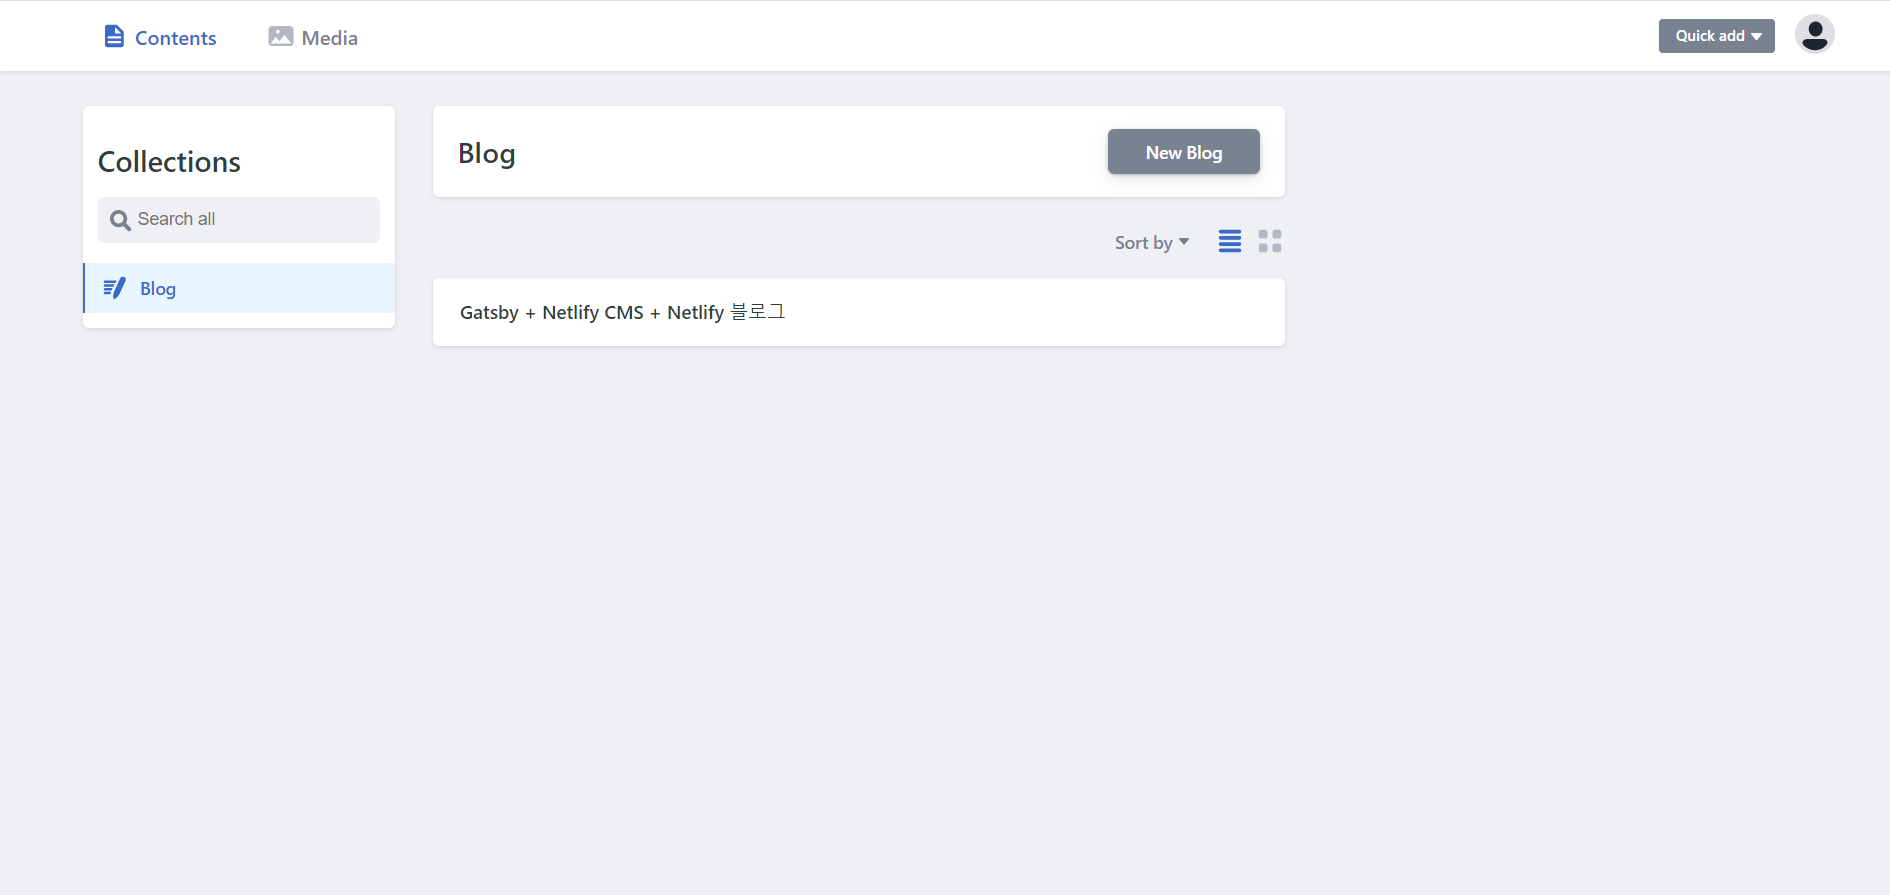 Contents
Media
Quick add
Collections
Search all
Blog
Blog
New Blog
Sort by
Gatsby + Netlify CMS + Netlify 블로그